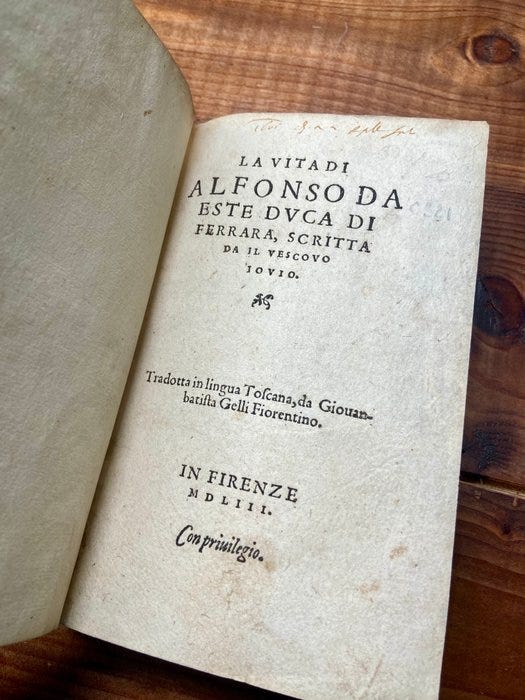 LA VITA DI
ALFONSO DA
ESTE DVCA DI
FERRARA, SCRITTA
DA IL VESCOVO
IOVIO.
Tradotta in lingua Toscana, da Giouan-
batista Gelli Fiorentino.
IN FIRENZE
MDLIII.
Con priuilegio.